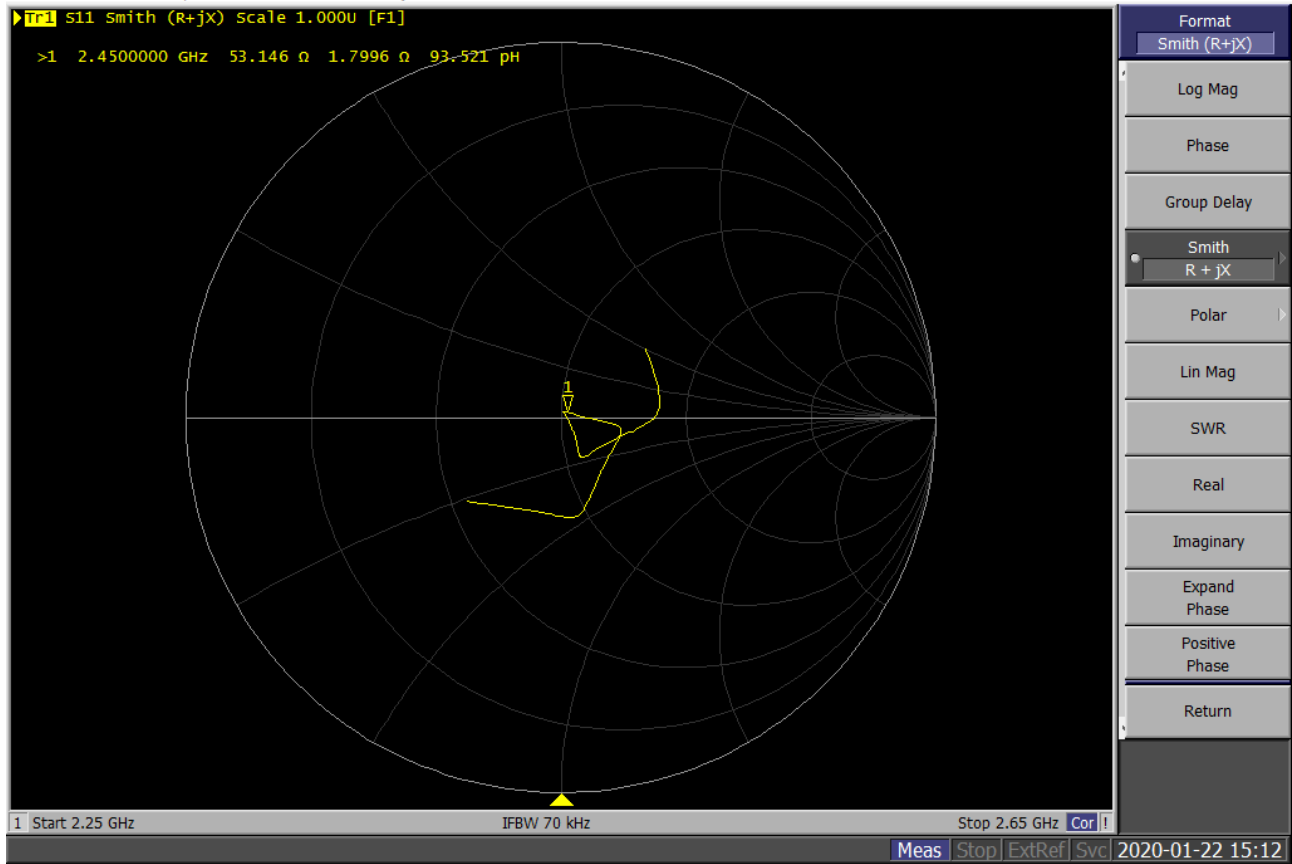 Tr1 S11 Smith (R+jX) Scale 1.000U [F1]
>1 2.4500000 GHz 53.146 Ω 1.7996 Ω 93.521 pH
1
Format
Smith (R+jX)
Log Mag
Phase
Group Delay
Smith
R + jX
Polar
Lin Mag
SWR
Real
Imaginary
Expand
Phase
Positive
Phase
Return
1 Start 2.25 GHz IFBW 70 kHz Stop 2.65 GHz Cor !
Meas Stop ExtRef Svc 2020-01-22 15:12